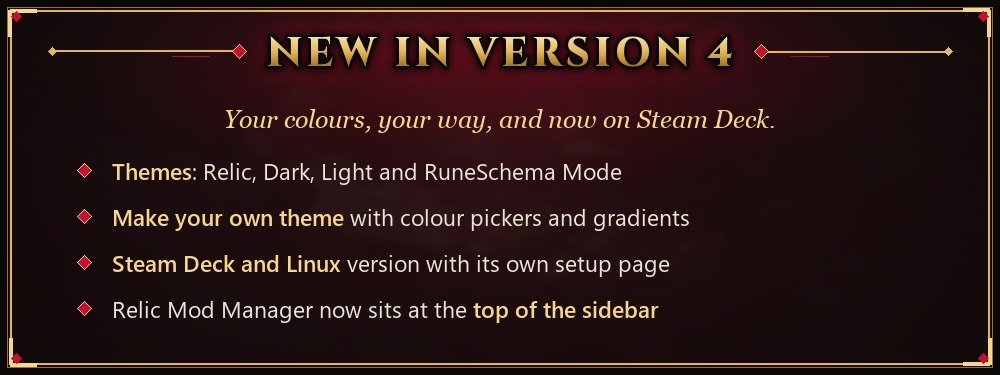 NEW IN VERSION 4
Your colours, your way, and now on Steam Deck.
Themes: Relic, Dark, Light and RuneSchema Mode
Make your own theme with colour pickers and gradients
Steam Deck and Linux version with its own setup page
Relic Mod Manager now sits at the top of the sidebar